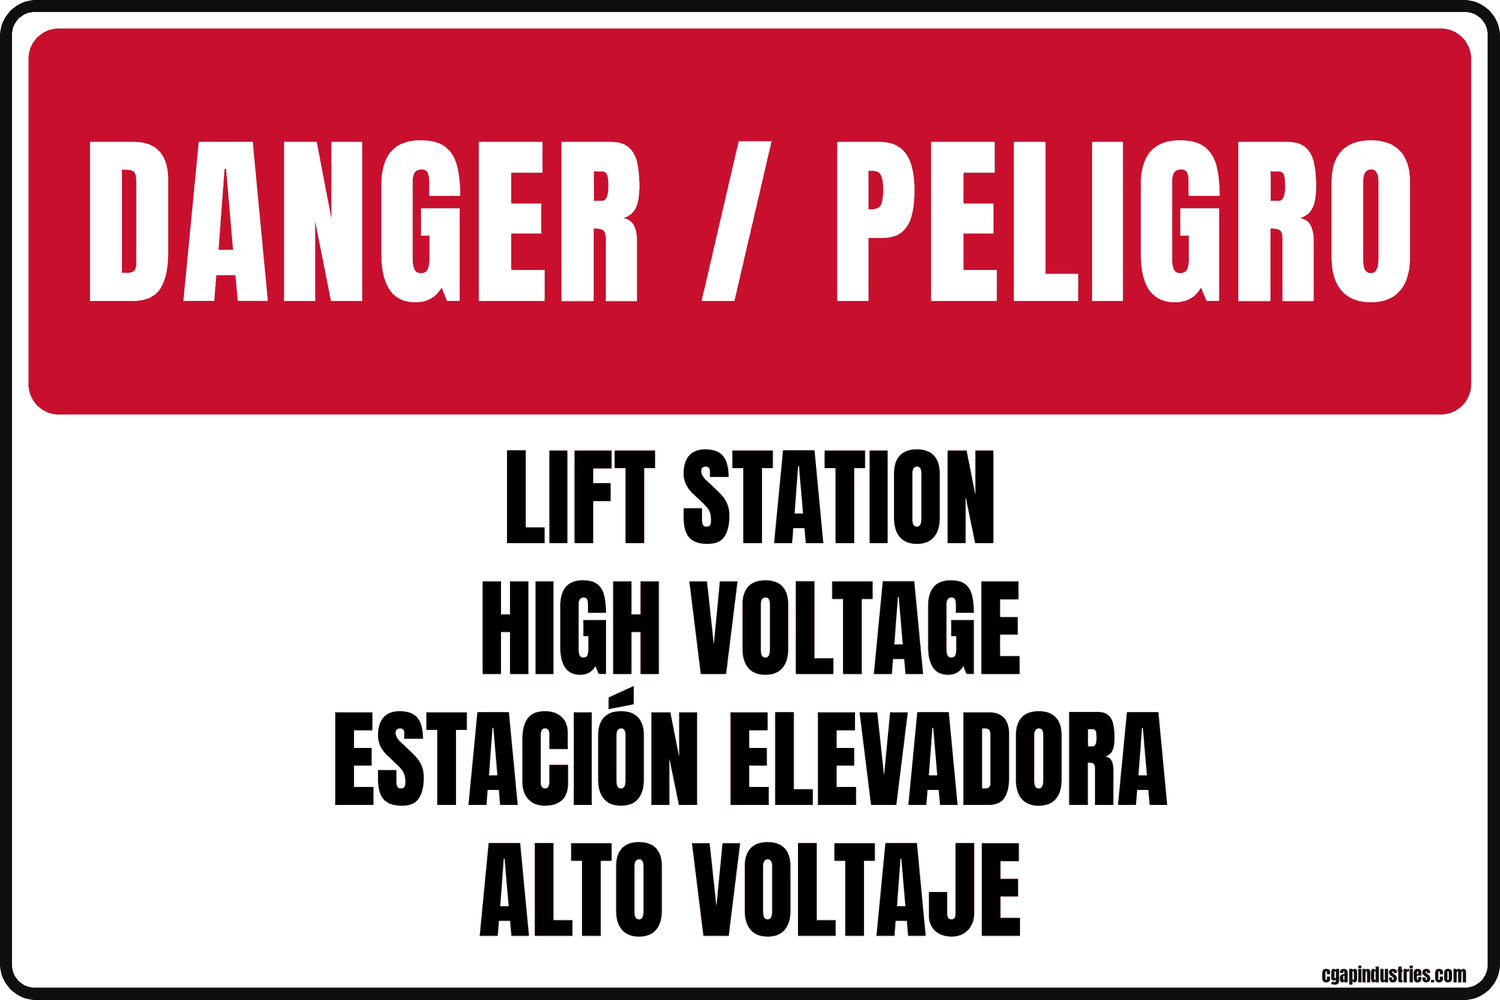 DANGER / PELIGRO
LIFT STATION
HIGH VOLTAGE
ESTACIÓN ELEVADORA
ALTO VOLTAJE
cgapindustries.com